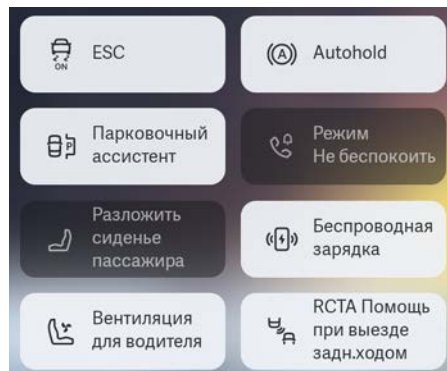 ON
ESC
(A) Autohold
Парковочный
ассистент
P
Режим
Не беспокоить
Разложить
сиденье
пассажира
Беспроводная
зарядка
Вентиляция
для водителя
RCTA Помощь
при выезде
задн.ходом